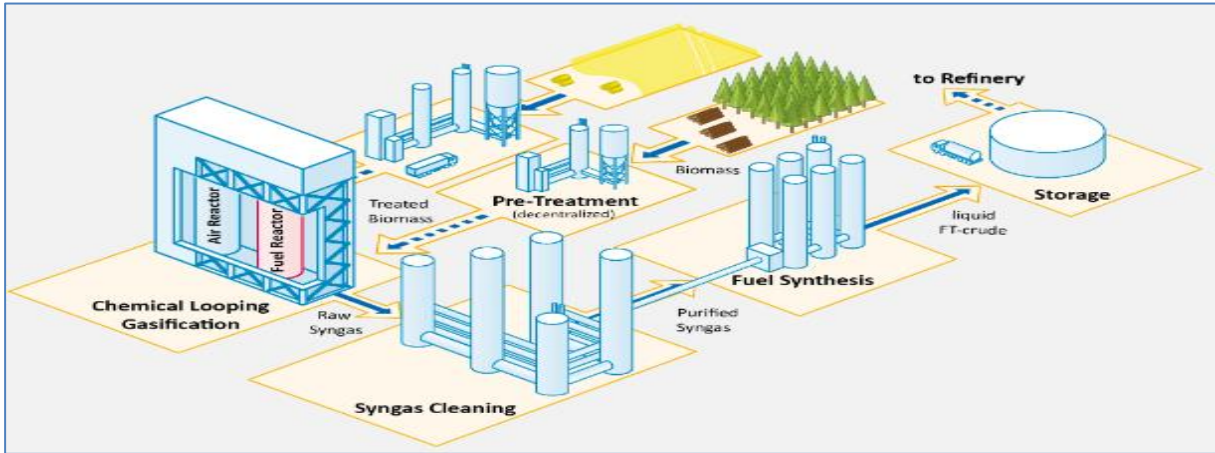 to Refinery
Storage
Biomass
Pre-Treatment
(decentralized)
Treated
Biomass
Air Reactor
Fuel Reactor
Chemical Looping
Gasification
Raw
Syngas
Syngas Cleaning
Purified
Syngas
Fuel Synthesis
liquid
FT-crude